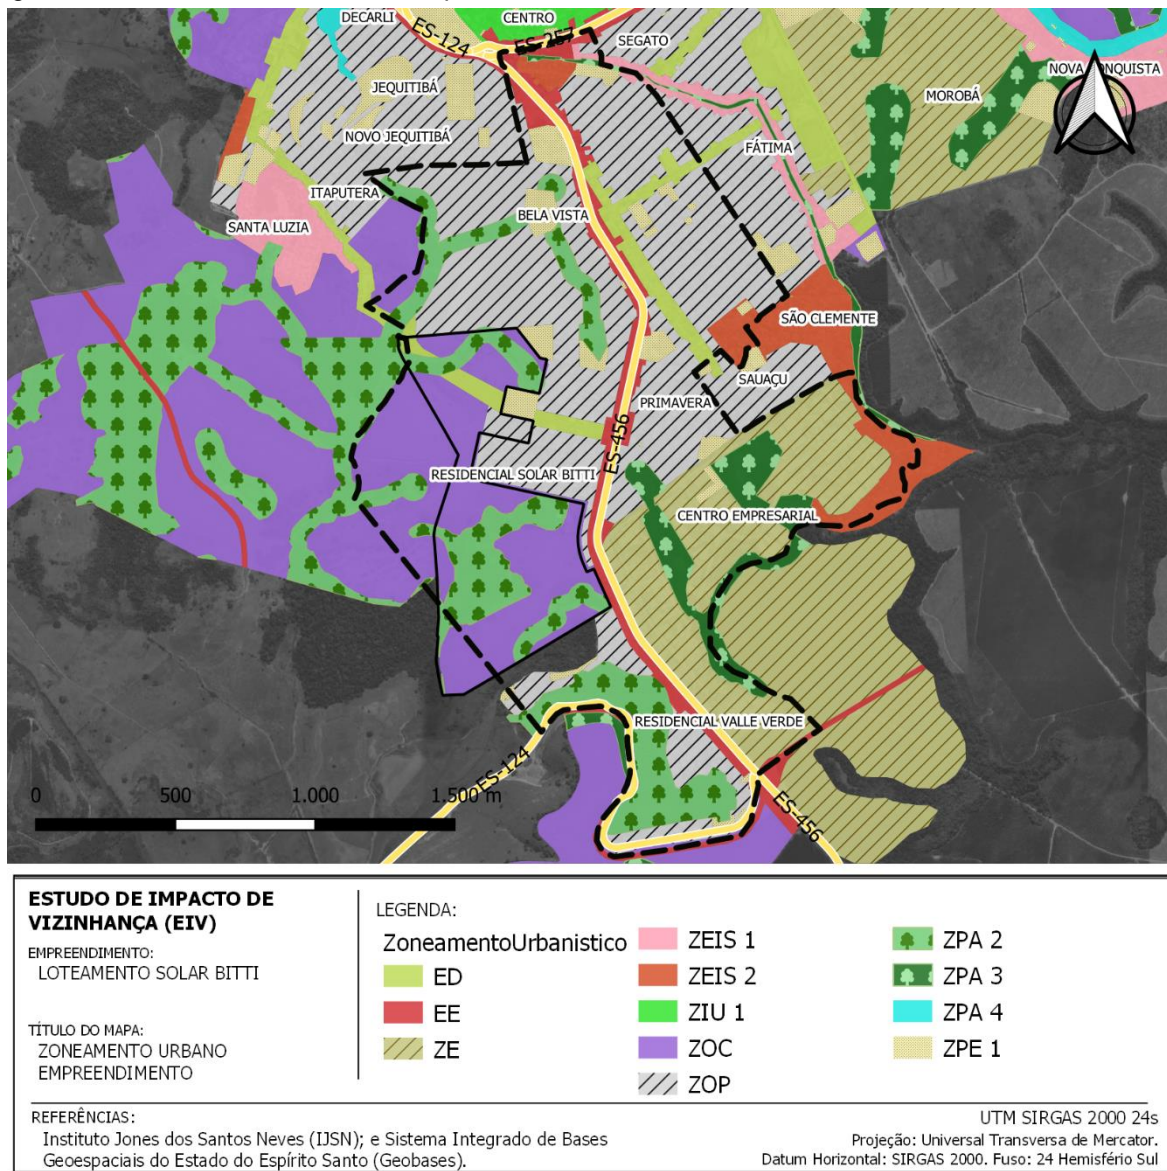 DECARLI
CENTRO
ES-124
ES-257
SEGATO
NOVA CONQUISTA
JEQUITIBÁ
MOROBÁ
NOVO JEQUITIBÁ
FÁTIMA
ITAPUTERA
BELA VISTA
SANTA LUZIA
SÃO CLEMENTE
SAUAÇU
PRIMAVERA
ES-456
RESIDENCIAL SOLAR BITTI
CENTRO EMPRESARIAL
RESIDENCIAL VALLE VERDE
ES-124
ES-456
0 500 1.000 1.500 m
ESTUDO DE IMPACTO DE
VIZINHANÇA (EIV)
EMPREENDIMENTO:
LOTEAMENTO SOLAR BITTI
TÍTULO DO MAPA:
ZONEAMENTO URBANO
EMPREENDIMENTO
LEGENDA:
ZoneamentoUrbanistico
ED
EE
ZE
ZEIS 1
ZEIS 2
ZIU 1
ZOC
ZOP
ZPA 2
ZPA 3
ZPA 4
ZPE 1
REFERÊNCIAS:
Instituto Jones dos Santos Neves (IJSN); e Sistema Integrado de Bases
Geoespaciais do Estado do Espírito Santo (Geobases).
UTM SIRGAS 2000 24s
Projeção: Universal Transversa de Mercator.
Datum Horizontal: SIRGAS 2000. Fuso: 24 Hemisfério Sul